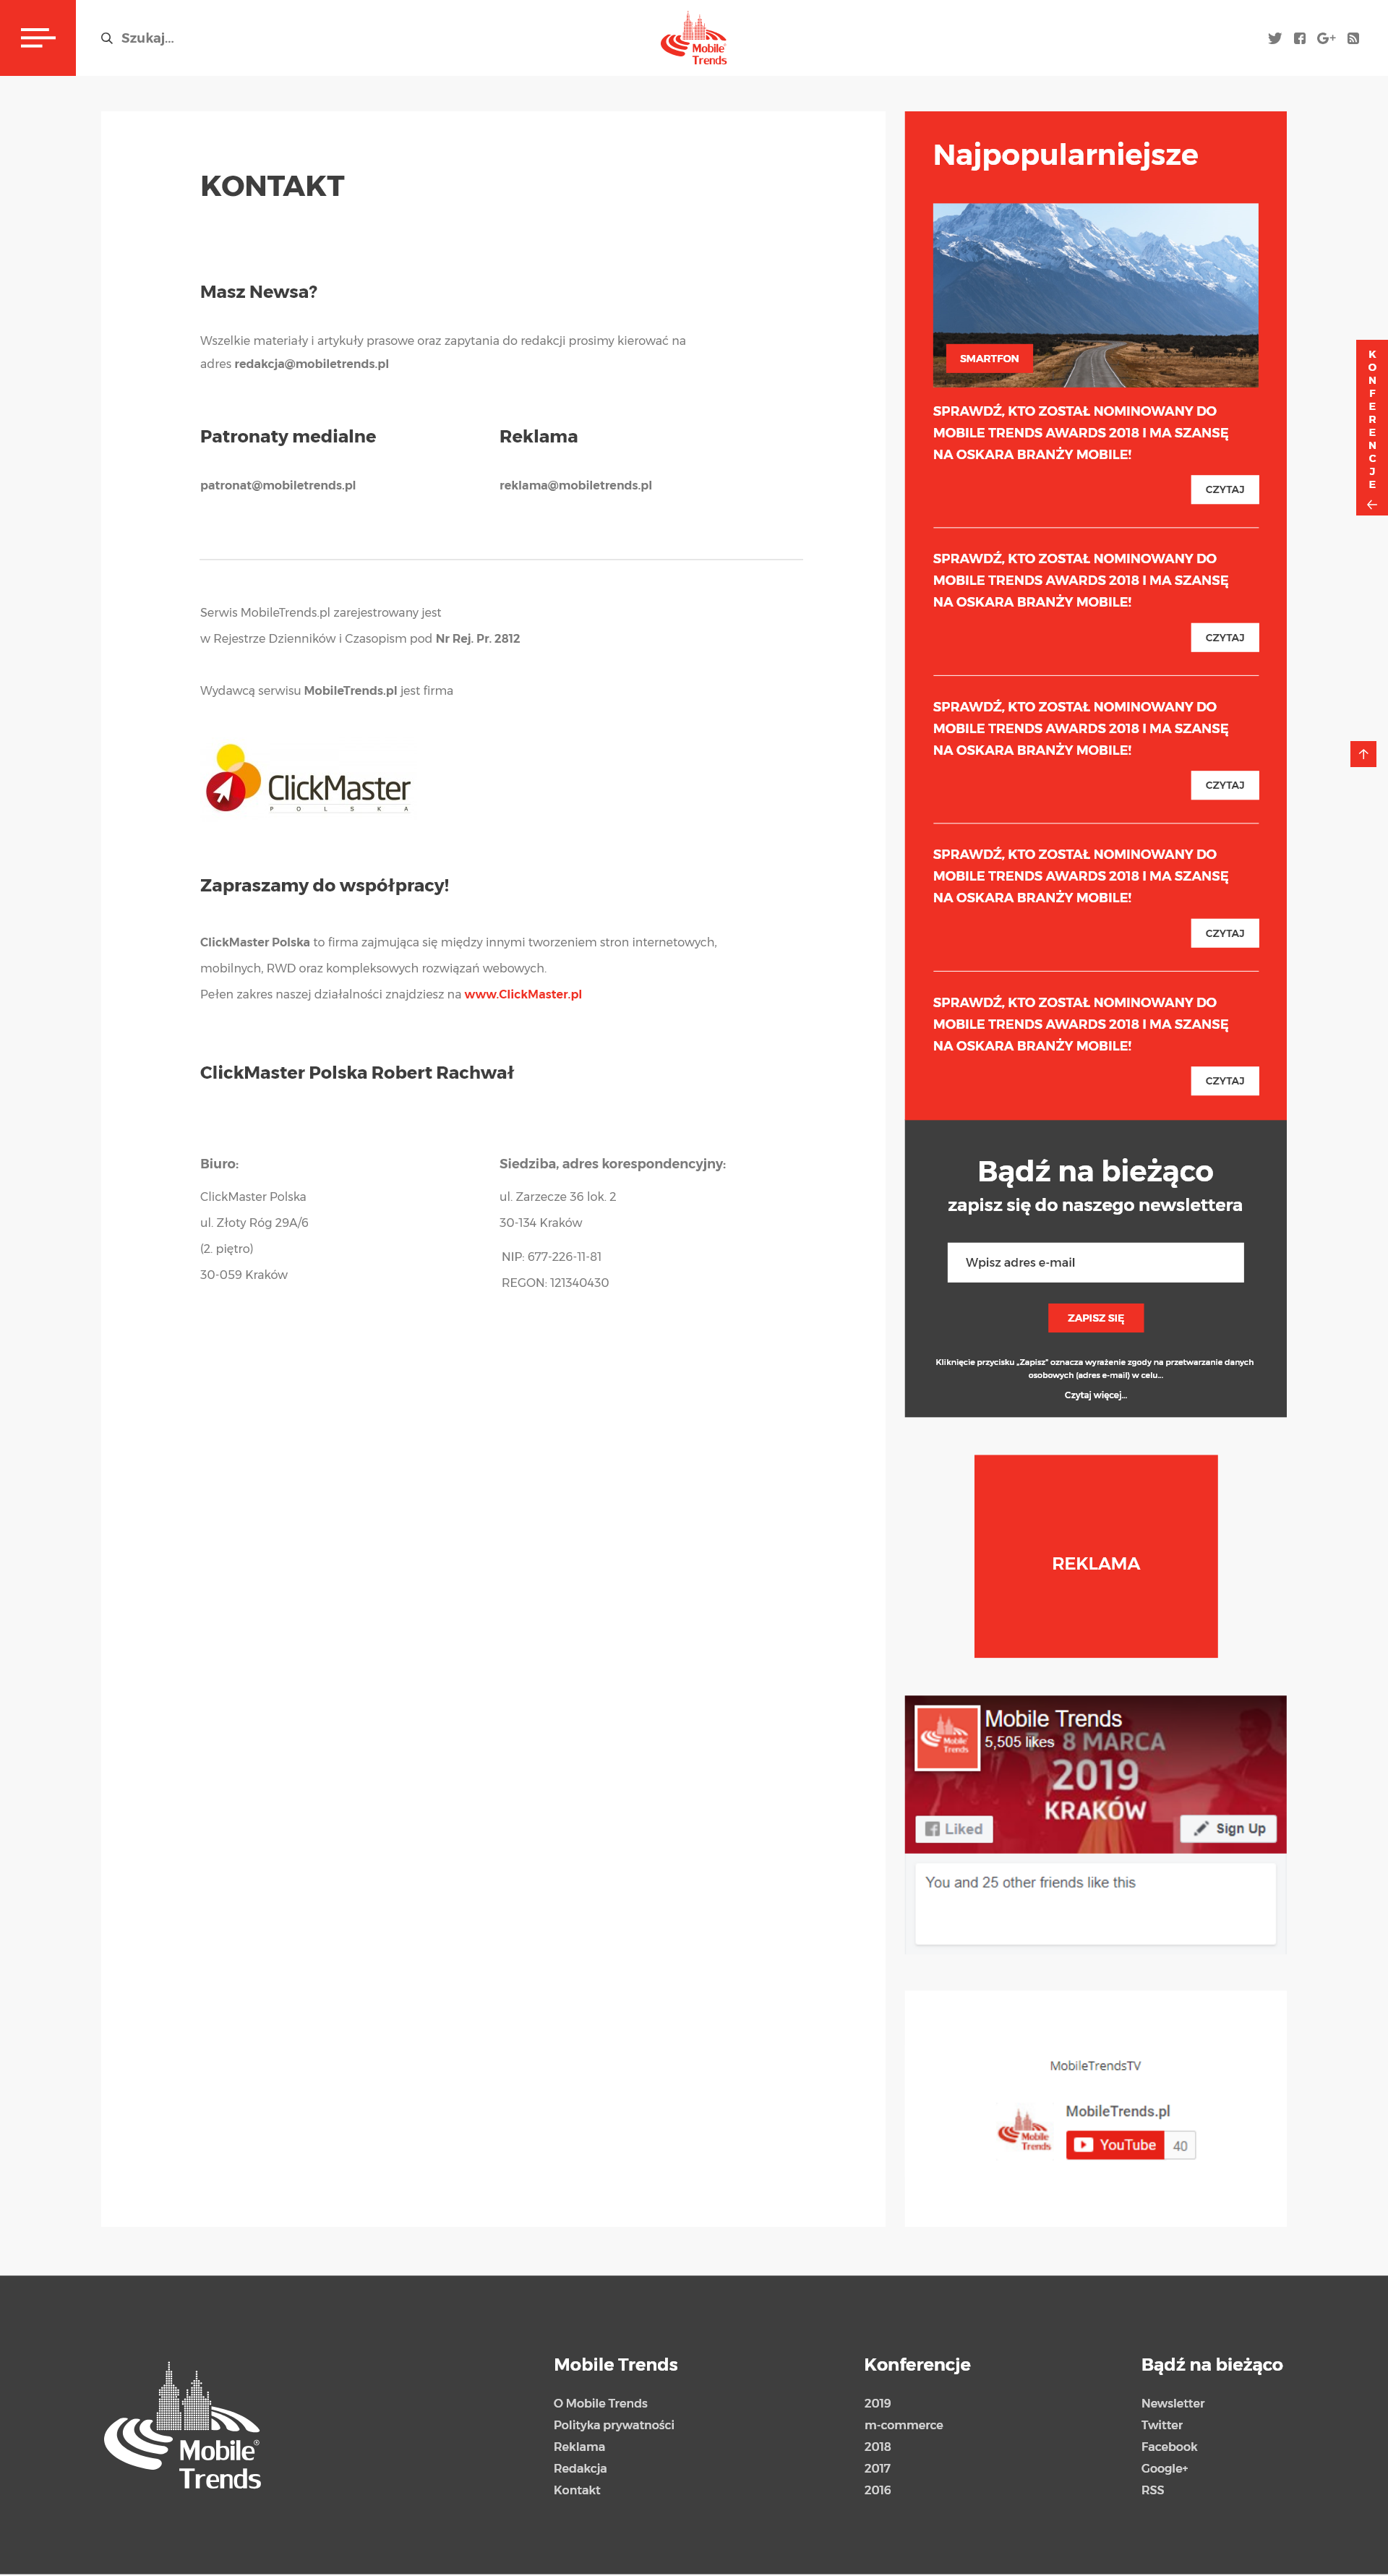 Szukaj...
Mobile
Trends
KONTAKT
Masz Newsa?
Wszelkie materiały i artykuły prasowe oraz zapytania do redakcji prosimy kierować na
adres redakcja@mobiletrends.pl
Patronaty medialne
patronat@mobiletrends.pl
Reklama
reklama@mobiletrends.pl
Serwis MobileTrends.pl zarejestrowany jest
w Rejestrze Dzienników i Czasopism pod Nr Rej. Pr. 2812
Wydawcą serwisu MobileTrends.pl jest firma
ClickMaster
POLSKA
Zapraszamy do współpracy!
ClickMaster Polska to firma zajmująca się między innymi tworzeniem stron internetowych,
mobilnych, RWD oraz kompleksowych rozwiązań webowych.
Pełen zakres naszej działalności znajdziesz na www.ClickMaster.pl
ClickMaster Polska Robert Rachwał
Biuro:
ClickMaster Polska
ul. Złoty Róg 29A/6
(2. piętro)
30-059 Kraków
Siedziba, adres korespondencyjny:
ul. Zarzecze 36 lok. 2
30-134 Kraków
NIP: 677-226-11-81
REGON: 121340430
Najpopularniejsze
SMARTFON
SPRAWDŹ, KTO ZOSTAŁ NOMINOWANY DO
MOBILE TRENDS AWARDS 2018 I MA SZANSĘ
NA OSKARA BRANŻY MOBILE!
CZYTAJ
SPRAWDŹ, KTO ZOSTAŁ NOMINOWANY DO
MOBILE TRENDS AWARDS 2018 I MA SZANSĘ
NA OSKARA BRANŻY MOBILE!
CZYTAJ
SPRAWDŹ, KTO ZOSTAŁ NOMINOWANY DO
MOBILE TRENDS AWARDS 2018 I MA SZANSĘ
NA OSKARA BRANŻY MOBILE!
CZYTAJ
SPRAWDŹ, KTO ZOSTAŁ NOMINOWANY DO
MOBILE TRENDS AWARDS 2018 I MA SZANSĘ
NA OSKARA BRANŻY MOBILE!
CZYTAJ
SPRAWDŹ, KTO ZOSTAŁ NOMINOWANY DO
MOBILE TRENDS AWARDS 2018 I MA SZANSĘ
NA OSKARA BRANŻY MOBILE!
CZYTAJ
KONFERENCJE
Bądź na bieżąco
zapisz się do naszego newslettera
Wpisz adres e-mail
ZAPISZ SIĘ
Kliknięcie przycisku „Zapisz" oznacza wyrażenie zgody na przetwarzanie danych
osobowych (adres e-mail) w celu...
Czytaj więcej...
REKLAMA
Mobile
Trends
Mobile Trends
5,505 likes
7 - 8 MARCA
2019
KRAKÓW
Liked
Sign Up
You and 25 other friends like this
MobileTrendsTV
Mobile
Trends
MobileTrends.pl
YouTube 40
Mobile®
Trends
Mobile Trends
O Mobile Trends
Polityka prywatności
Reklama
Redakcja
Kontakt
Konferencje
2019
m-commerce
2018
2017
2016
Bądź na bieżąco
Newsletter
Twitter
Facebook
Google+
RSS